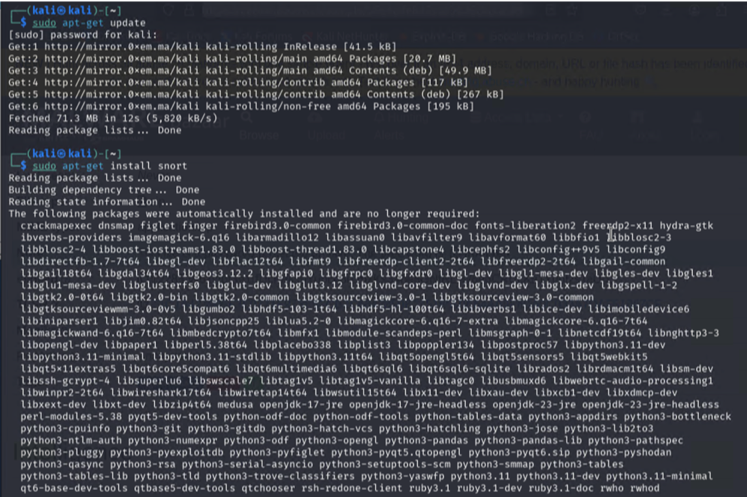 ┌──(kali㉿kali)-[~]
└─$ sudo apt-get update
[sudo] password for kali:
Get:1 http://mirror.0×em.ma/kali kali-rolling InRelease [41.5 kB]
Get:2 http://mirror.0×em.ma/kali kali-rolling/main amd64 Packages [20.7 MB]
Get:3 http://mirror.0×em.ma/kali kali-rolling/main amd64 Contents (deb) [49.9 MB]
Get:4 http://mirror.0×em.ma/kali kali-rolling/contrib amd64 Packages [117 kB]
Get:5 http://mirror.0×em.ma/kali kali-rolling/contrib amd64 Contents (deb) [267 kB]
Get:6 http://mirror.0×em.ma/kali kali-rolling/non-free amd64 Packages [195 kB]
Fetched 71.3 MB in 12s (5,820 kB/s)
Reading package lists... Done
┌──(kali㉿kali)-[~]
└─$ sudo apt-get install snort
Reading package lists... Done
Building dependency tree... Done
Reading state information... Done
The following packages were automatically installed and are no longer required:
crackmapexec dnsmap figlet finger firebird3.0-common firebird3.0-common-doc fonts-liberation2 freerdp2-x11 hydra-gtk
ibverbs-providers imagemagick-6.q16 libarmadillo12 libassuan0 libavfilter9 libavformat60 libbfio1 libblosc2-3
libblosc2-4 libboost-iostreams1.83.0 libboost-thread1.83.0 libcapstone4 libcephfs2 libconfig++9v5 libconfig9
libdirectfb-1.7-7t64 libegl-dev libflac12t64 libfmt9 libfreerdp-client2-2t64 libfreerdp2-2t64 libgail-common
libgail18t64 libgdal34t64 libgeos3.12.2 libgfapi0 libgfrpc0 libgfxdr0 libgl-dev libgl1-mesa-dev libgles-dev libgles1
libglu1-mesa-dev libglusterfs0 libglut-dev libglut3.12 libglvnd-core-dev libglvnd-dev libglx-dev libgspell-1-2
libgtk2.0-0t64 libgtk2.0-bin libgtk2.0-common libgtksourceview-3.0-1 libgtksourceview-3.0-common
libgtksourceviewmm-3.0-0v5 libgumbo2 libhdf5-103-1t64 libhdf5-hl-100t64 libibverbs1 libice-dev libimobiledevice6
libiniparser1 libjim0.82t64 libjsoncpp25 liblua5.2-0 libmagickcore-6.q16-7-extra libmagickcore-6.q16-7t64
libmagickwand-6.q16-7t64 libmbedcrypto7t64 libmfx1 libmodule-scandeps-perl libmsgraph-0-1 libnetcdf19t64 libnghttp3-3
libopengl-dev libpaper1 libperl5.38t64 libplacebo338 libplist3 libpoppler134 libpostproc57 libpython3.11-dev
libpython3.11-minimal libpython3.11-stdlib libpython3.11t64 libqt5opengl5t64 libqt5sensors5 libqt5webkit5
libqt5×11extras5 libqt6core5compat6 libqt6multimedia6 libqt6sql6 libqt6sql6-sqlite librados2 librdmacm1t64 libsm-dev
libssh-gcrypt-4 libsuperlu6 libswscale7 libtag1v5 libtag1v5-vanilla libtagc0 libusbmuxd6 libwebrtc-audio-processing1
libwinpr2-2t64 libwireshark17t64 libwiretap14t64 libwsutil15t64 libx11-dev libxau-dev libxcb1-dev libxdmcp-dev
libxext-dev libxt-dev libzip4t64 medusa openjdk-17-jre openjdk-17-jre-headless openjdk-23-jre openjdk-23-jre-headless
perl-modules-5.38 pyqt5-dev-tools python-odf-doc python-odf-tools python-tables-data python3-appdirs python3-bottleneck
python3-cpuinfo python3-git python3-gitdb python3-hatch-vcs python3-hatchling python3-jose python3-lib2to3
python3-ntlm-auth python3-numexpr python3-odf python3-opengl python3-pandas python3-pandas-lib python3-pathspec
python3-pluggy python3-pyexploitdb python3-pyfiglet python3-pyqt5.qtopengl python3-pyqt6.sip python3-pyshodan
python3-qasync python3-rsa python3-serial-asyncio python3-setuptools-scm python3-smmap python3-tables
python3-tables-lib python3-tld python3-trove-classifiers python3-yaswfp python3.11 python3.11-dev python3.11-minimal
qt6-base-dev-tools qtbase5-dev-tools qtchooser rsh-redone-client ruby3.1 ruby3.1-dev ruby3.1-doc rwho rwhod